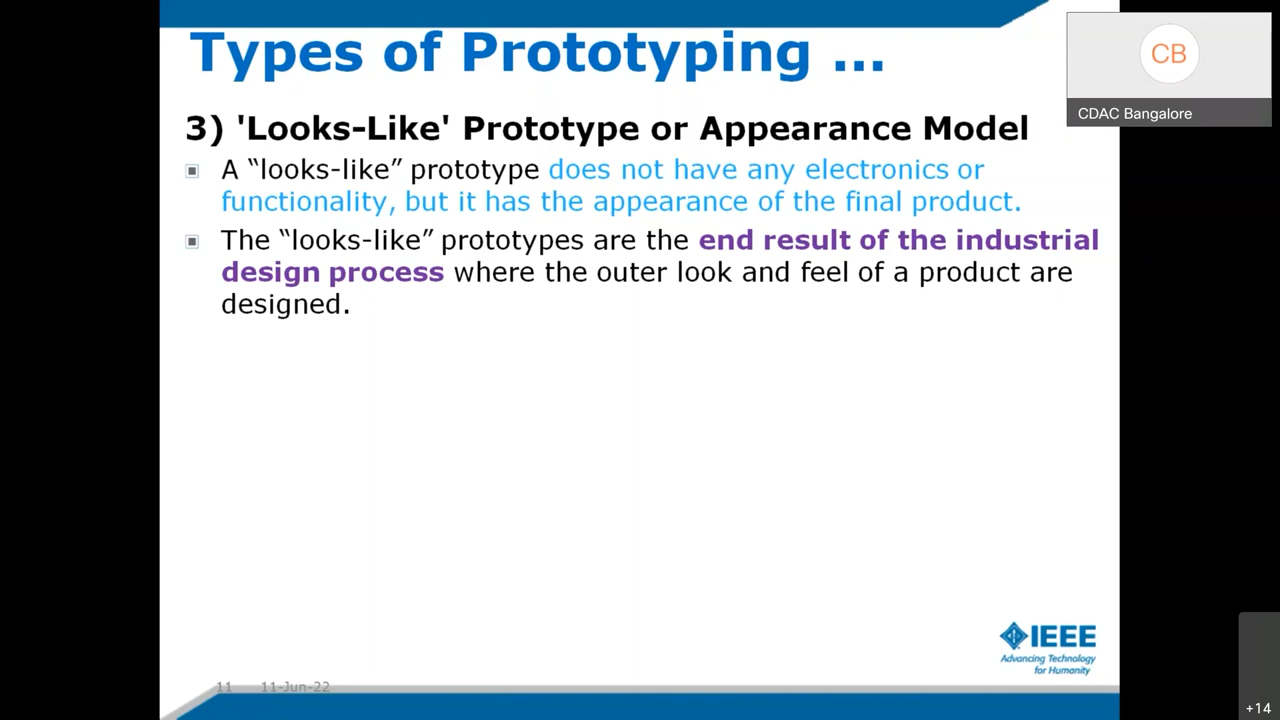 Types of Prototyping ...
CB
CDAC Bangalore
3) 'Looks-Like' Prototype or Appearance Model
A “looks-like” prototype does not have any electronics or
functionality, but it has the appearance of the final product.
The “looks-like” prototypes are the end result of the industrial
design process where the outer look and feel of a product are
designed.
IEEE
Advancing Technology
for Humanity
11 11-Jun-22
+14